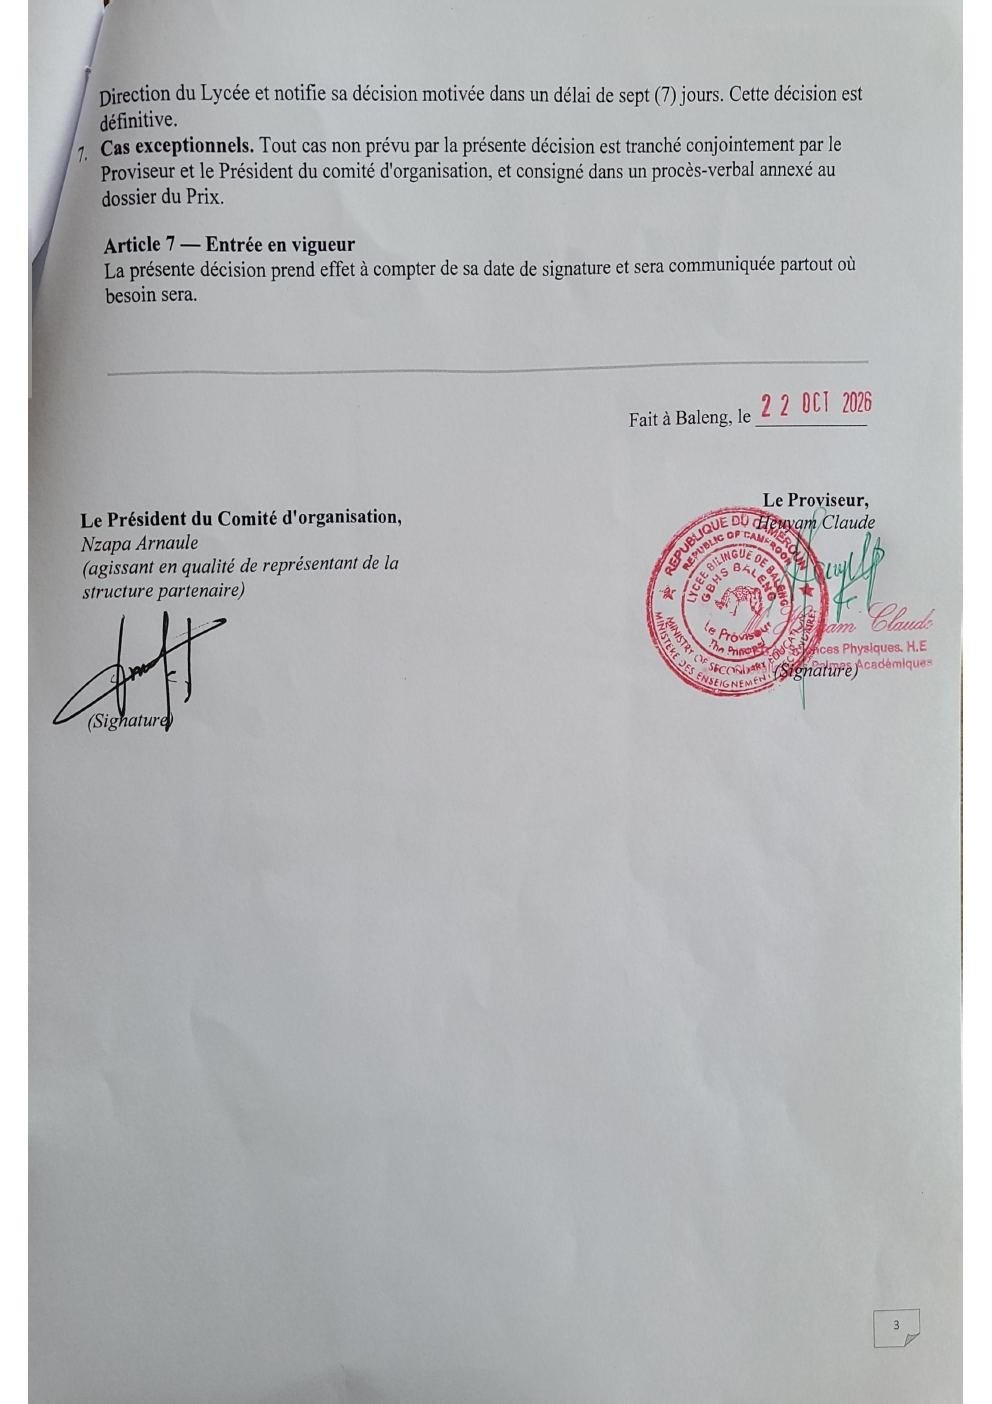 Direction du Lycée et notifie sa décision motivée dans un délai de sept (7) jours. Cette décision est
définitive.
7. Cas exceptionnels. Tout cas non prévu par la présente décision est tranché conjointement par le
Proviseur et le Président du comité d'organisation, et consigné dans un procès-verbal annexé au
dossier du Prix.
Article 7 — Entrée en vigueur
La présente décision prend effet à compter de sa date de signature et sera communiquée partout où
besoin sera.
Fait à Baleng, le 22 OCT 2026
Le Président du Comité d'organisation,
Nzapa Arnaule
(agissant en qualité de représentant de la
structure partenaire)
(Signature)
Le Proviseur,
Heuyam Claude
RÉPUBLIQUE DU CAMEROUN
REPUBLIC OF CAMEROON
LYCÉE BILINGUE DE BALENG
GBHS BALENG
Le Proviseur
The Principal
MINISTRY OF SECONDARY EDUCATION
MINISTÈRE DES ENSEIGNEMENTS SECONDAIRES
Claude
Physiques. H.E
Palmes Académiques
(Signature)
3